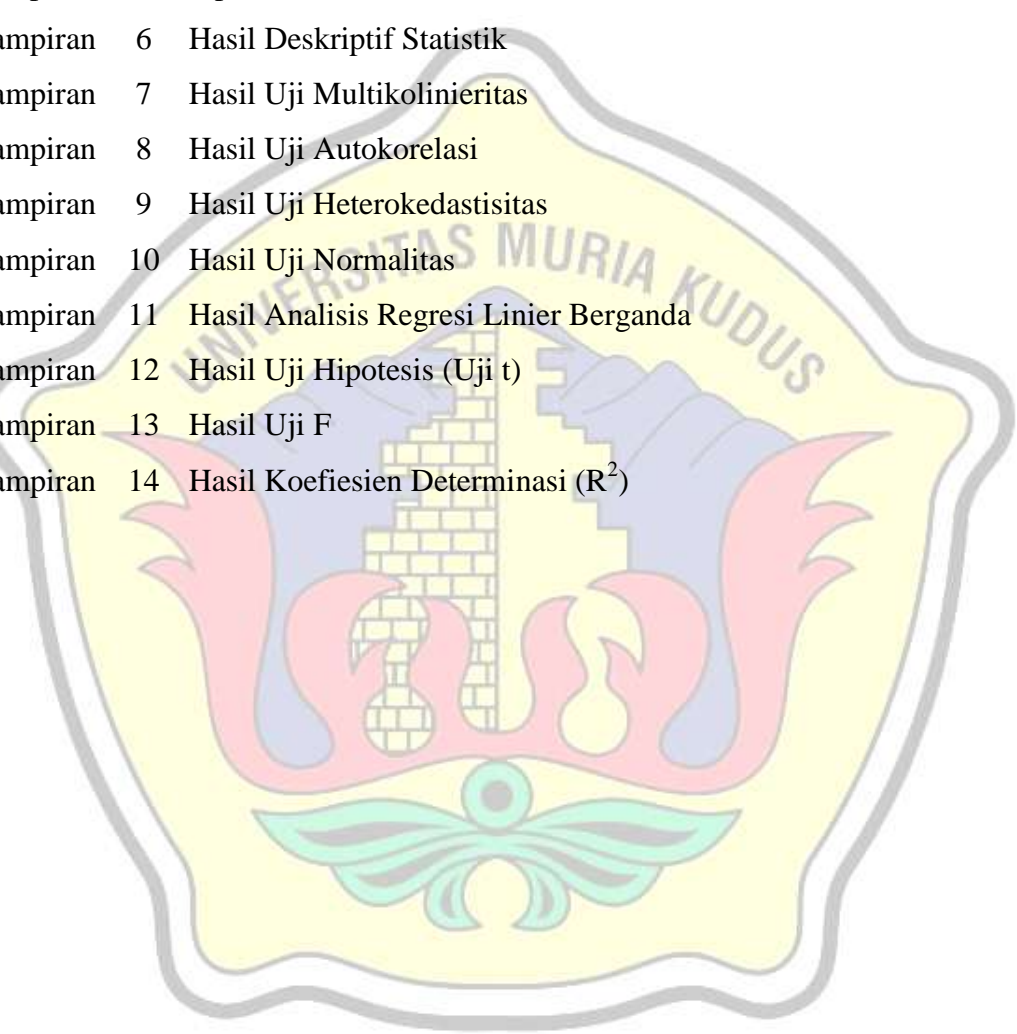 ampiran 6 Hasil Deskriptif Statistik
ampiran 7 Hasil Uji Multikolinieritas
ampiran 8 Hasil Uji Autokorelasi
ampiran 9 Hasil Uji Heterokedastisitas
ampiran 10 Hasil Uji Normalitas
ampiran 11 Hasil Analisis Regresi Linier Berganda
ampiran 12 Hasil Uji Hipotesis (Uji t)
ampiran 13 Hasil Uji F
ampiran 14 Hasil Koefiesien Determinasi (R²)
UNIVERSITAS MURIA KUDUS